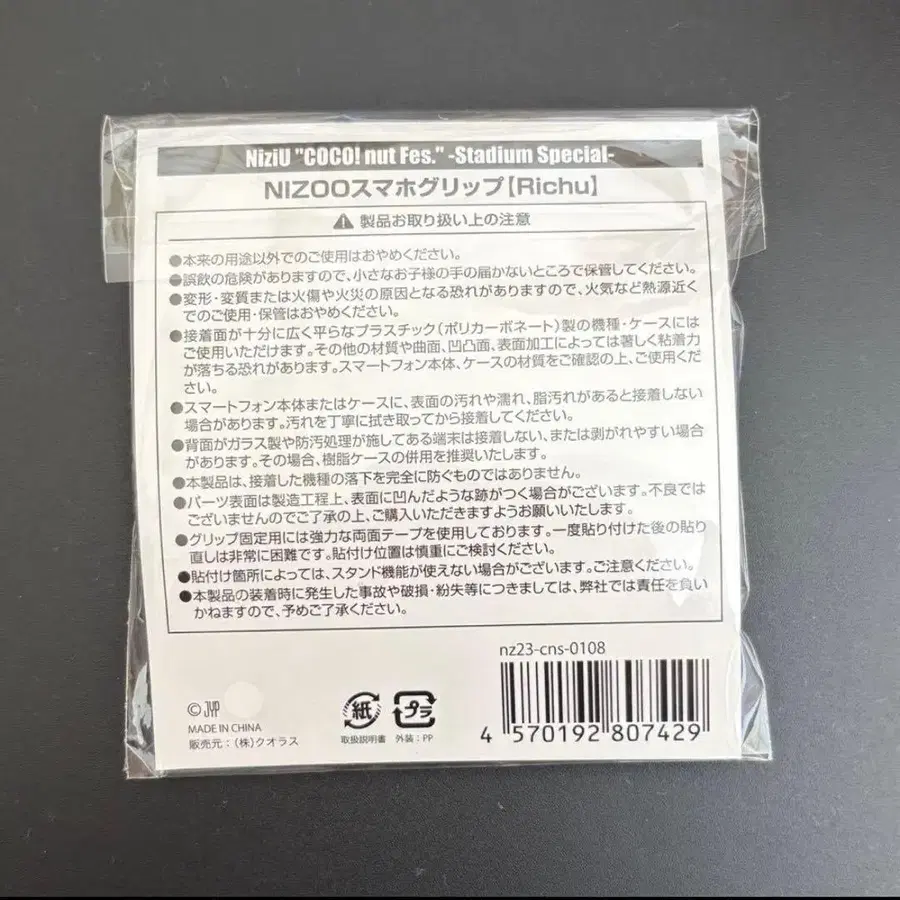 NiziU "COCO! nut Fes." -Stadium Special-
NIZOOスマホグリップ【Richu】
製品お取り扱い上の注意
●本来の用途以外でのご使用はおやめください。
●誤飲の危険がありますので、小さなお子様の手の届かないところで保管してください。
●変形・変質または火傷や火災の原因となる恐れがありますので、火気など熱源近く
でのご使用・保管はおやめください。
●接着面が十分に広く平らなプラスチック(ポリカーボネート)製の機種・ケースには
ご使用いただけます。その他の材質や曲面、凹凸面、表面加工によっては著しく粘着力
が落ちる恐れがあります。スマートフォン本体、ケースの材質をご確認の上、ご使用くだ
さい。
●スマートフォン本体またはケースに、表面の汚れや濡れ、脂汚れがあると接着しない
場合があります。汚れを丁寧に拭き取ってから接着してください。
●背面がガラス製や防汚処理が施してある端末は接着しない、または剥がれやすい場合
があります。その場合、樹脂ケースの併用を推奨いたします。
●本製品は、接着した機種の落下を完全に防ぐものではありません。
●パーツ表面は製造工程上、表面に凹んだような跡がつく場合がございます。不良では
ございませんのでご了承の上、ご購入いただきますようお願いいたします。
●グリップ固定用には強力な両面テープを使用しております。一度貼り付けた後の貼り
直しは非常に困難です。貼付け位置は慎重にご検討ください。
●貼付け箇所によっては、スタンド機能が使えない場合がございます。ご注意ください。
●本製品の装着時に発生した事故や破損・紛失等につきましては、弊社では責任を負い
かねますので、予めご了承ください。
nz23-cns-0108
©JYP
MADE IN CHINA
販売元:(株)クオラス
紙
取扱説明書
プラ
外装:PP
4 570192 807429